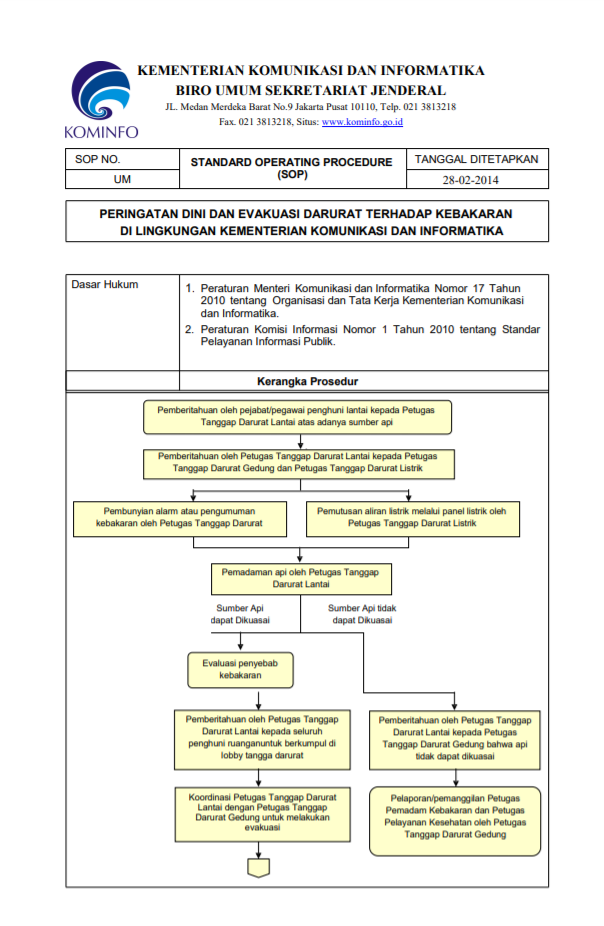 KEMENTERIAN KOMUNIKASI DAN INFORMATIKA
BIRO UMUM SEKRETARIAT JENDERAL
JL. Medan Merdeka Barat No.9 Jakarta Pusat 10110, Telp. 021 3813218
Fax. 021 3813218, Situs: www.kominfo.go.id
KOMINFO
SOP NO.
UM
STANDARD OPERATING PROCEDURE
(SOP)
TANGGAL DITETAPKAN
28-02-2014
PERINGATAN DINI DAN EVAKUASI DARURAT TERHADAP KEBAKARAN
DI LINGKUNGAN KEMENTERIAN KOMUNIKASI DAN INFORMATIKA
Dasar Hukum
1. Peraturan Menteri Komunikasi dan Informatika Nomor 17 Tahun
2010 tentang Organisasi dan Tata Kerja Kementerian Komunikasi
dan Informatika.
2. Peraturan Komisi Informasi Nomor 1 Tahun 2010 tentang Standar
Pelayanan Informasi Publik.
Kerangka Prosedur
Pemberitahuan oleh pejabat/pegawai penghuni lantai kepada Petugas
Tanggap Darurat Lantai atas adanya sumber api
Pemberitahuan oleh Petugas Tanggap Darurat Lantai kepada Petugas
Tanggap Darurat Gedung dan Petugas Tanggap Darurat Listrik
Pembunyian alarm atau pengumuman
kebakaran oleh Petugas Tanggap Darurat
Pemutusan aliran listrik melalui panel listrik oleh
Petugas Tanggap Darurat Listrik
Pemadaman api oleh Petugas Tanggap
Darurat Lantai
Sumber Api
dapat Dikuasai
Sumber Api tidak
dapat Dikuasai
Evaluasi penyebab
kebakaran
Pemberitahuan oleh Petugas Tanggap
Darurat Lantai kepada seluruh
penghuni ruanganuntuk berkumpul di
lobby tangga darurat
Pemberitahuan oleh Petugas Tanggap
Darurat Lantai kepada Petugas
Tanggap Darurat Gedung bahwa api
tidak dapat dikuasai
Koordinasi Petugas Tanggap Darurat
Lantai dengan Petugas Tanggap
Darurat Gedung untuk melakukan
evakuasi
Pelaporan/pemanggilan Petugas
Pemadam Kebakaran dan Petugas
Pelayanan Kesehatan oleh Petugas
Tanggap Darurat Gedung